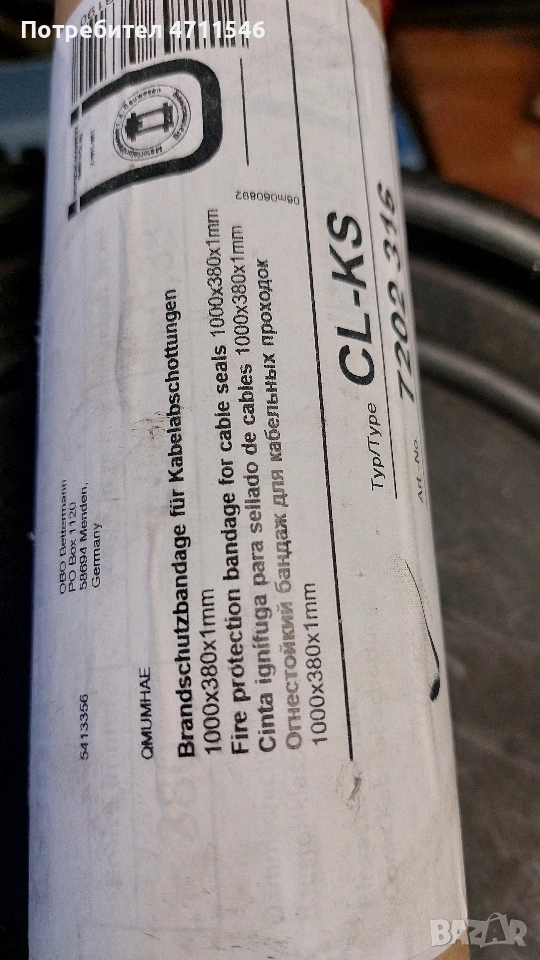 Потребител 4711546
OBO Bettermann
PO Box 1120
58694 Menden,
Germany
5413356
QMUMHAE
Brandschutzbandage für Kabelabschottungen
1000x380x1mm
Fire protection bandage for cable seals 1000x380x1mm
Cinta ignífuga para sellado de cables 1000x380x1mm
Огнестойкий бандаж для кабельных проходок
1000x380x1mm
06m080892
Typ/Type CL-KS
Art.-No. 7202 316
BAZAR